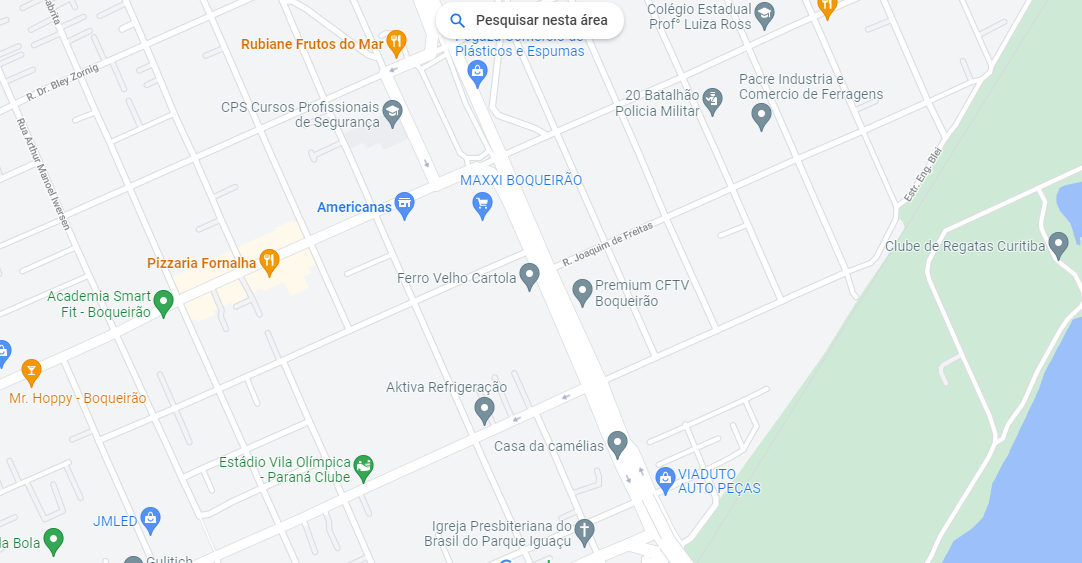 Pesquisar nesta área
Colégio Estadual
Profº Luiza Ross
Rubiane Frutos do Mar
Plásticos e Espumas
R. Dr. Bley Zornig
Pacre Industria e
Comercio de Ferragens
20 Batalhão
Policia Militar
CPS Cursos Profissionais
de Segurança
Rua Arthur Manoel Iwersen
Estr. Eng. Blei
MAXXI BOQUEIRÃO
Americanas
R. Joaquim de Freitas
Clube de Regatas Curitiba
Pizzaria Fornalha
Ferro Velho Cartola
Premium CFTV
Boqueirão
Academia Smart
Fit - Boqueirão
Mr. Hoppy - Boqueirão
Aktiva Refrigeração
Casa da camélias
Estádio Vila Olímpica
- Paraná Clube
VIADUTO
AUTO PEÇAS
JMLED
Igreja Presbiteriana do
Brasil do Parque Iguaçu
la Bola
Gulitich